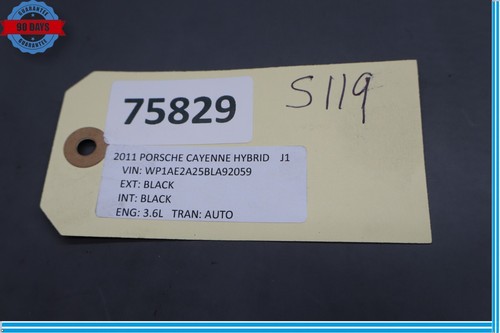 GUARANTEE
90 DAYS
GUARANTEE
75829
S119
2011 PORSCHE CAYENNE HYBRID J1
VIN: WP1AE2A25BLA92059
EXT: BLACK
INT: BLACK
ENG: 3.6L TRAN: AUTO